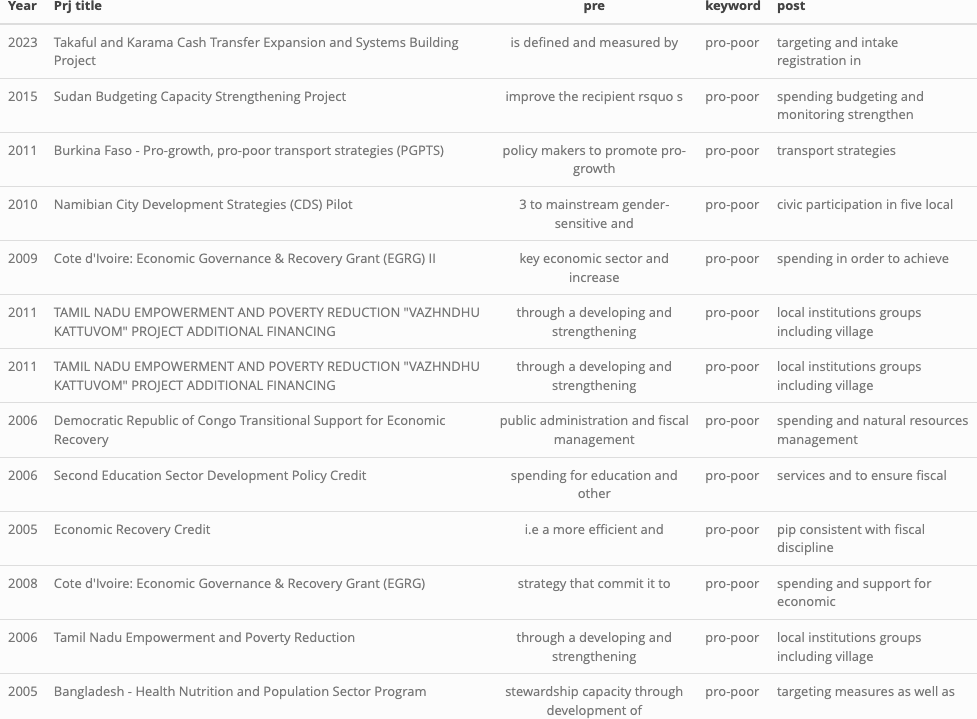 Year Prj title pre keyword post
2023 Takaful and Karama Cash Transfer Expansion and Systems Building is defined and measured by pro-poor targeting and intake
Project registration in
2015 Sudan Budgeting Capacity Strengthening Project improve the recipient rsquo s pro-poor spending budgeting and
monitoring strengthen
2011 Burkina Faso - Pro-growth, pro-poor transport strategies (PGPTS) policy makers to promote pro- pro-poor transport strategies
growth
2010 Namibian City Development Strategies (CDS) Pilot 3 to mainstream gender- pro-poor civic participation in five local
sensitive and
2009 Cote d'Ivoire: Economic Governance & Recovery Grant (EGRG) II key economic sector and pro-poor spending in order to achieve
increase
2011 TAMIL NADU EMPOWERMENT AND POVERTY REDUCTION "VAZHNDHU through a developing and pro-poor local institutions groups
KATTUVOM" PROJECT ADDITIONAL FINANCING strengthening including village
2011 TAMIL NADU EMPOWERMENT AND POVERTY REDUCTION "VAZHNDHU through a developing and pro-poor local institutions groups
KATTUVOM" PROJECT ADDITIONAL FINANCING strengthening including village
2006 Democratic Republic of Congo Transitional Support for Economic public administration and fiscal pro-poor spending and natural resources
Recovery management management
2006 Second Education Sector Development Policy Credit spending for education and pro-poor services and to ensure fiscal
other
2005 Economic Recovery Credit i.e a more efficient and pro-poor pip consistent with fiscal
discipline
2008 Cote d'Ivoire: Economic Governance & Recovery Grant (EGRG) strategy that commit it to pro-poor spending and support for
economic
2006 Tamil Nadu Empowerment and Poverty Reduction through a developing and pro-poor local institutions groups
strengthening including village
2005 Bangladesh - Health Nutrition and Population Sector Program stewardship capacity through pro-poor targeting measures as well as
development of